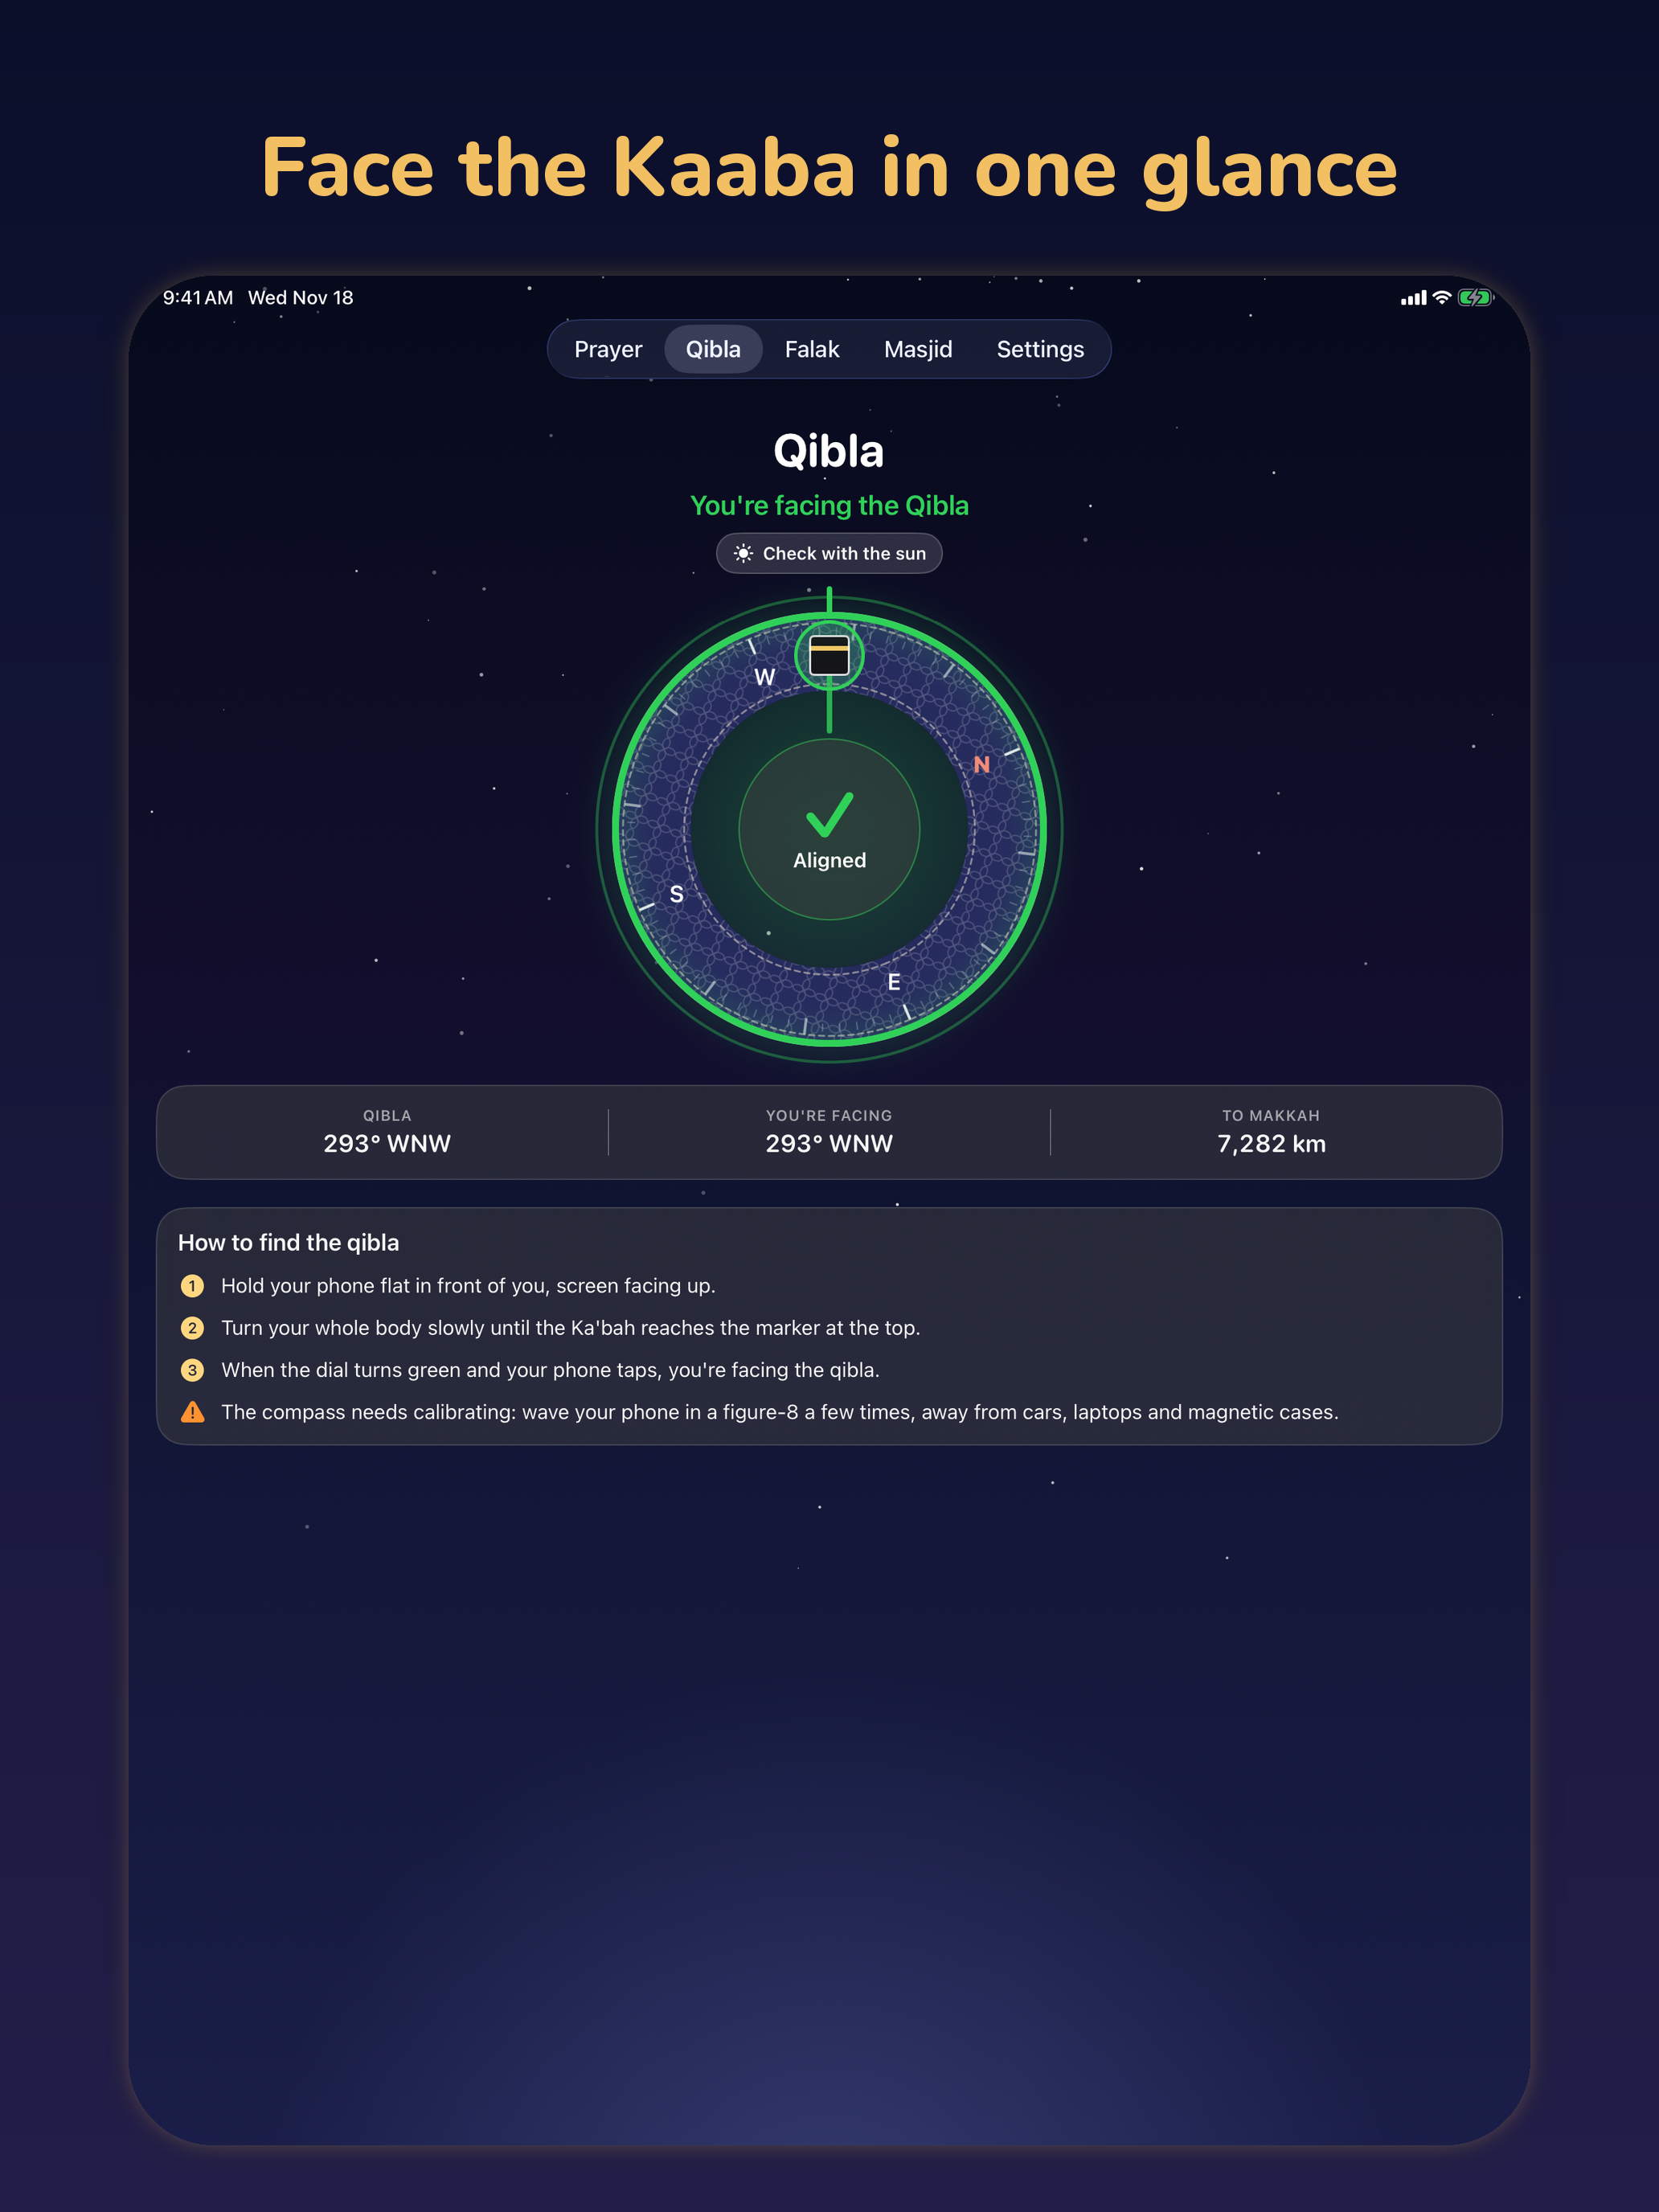 Face the Kaaba in one glance
9:41 AM Wed Nov 18
Prayer Qibla Falak Masjid Settings
Qibla
You're facing the Qibla
Check with the sun
W
N
S
E
Aligned
QIBLA
293° WNW
YOU'RE FACING
293° WNW
TO MAKKAH
7,282 km
How to find the qibla
1 Hold your phone flat in front of you, screen facing up.
2 Turn your whole body slowly until the Ka'bah reaches the marker at the top.
3 When the dial turns green and your phone taps, you're facing the qibla.
! The compass needs calibrating: wave your phone in a figure-8 a few times, away from cars, laptops and magnetic cases.